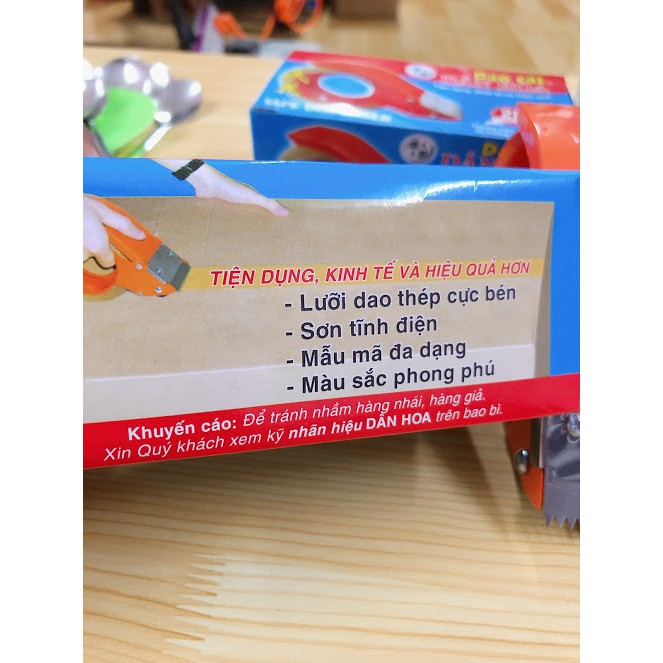 Dao cắt
TIỆN DỤNG, KINH TẾ VÀ HIỆU QUẢ HƠN
- Lưỡi dao thép cực bén
- Sơn tĩnh điện
- Mẫu mã đa dạng
- Màu sắc phong phú
Khuyến cáo: Để tránh nhầm hàng nhái, hàng giả.
Xin Quý khách xem kỹ nhãn hiệu DÂN HOA trên bao bì.